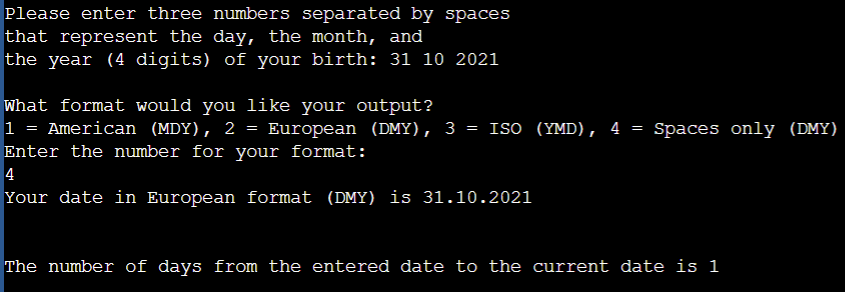 Please enter three numbers separated by spaces
that represent the day, the month, and
the year (4 digits) of your birth: 31 10 2021
What format would you like your output?
1 = American (MDY), 2 = European (DMY), 3 = ISO (YMD), 4 = Spaces only (DMY)
Enter the number for your format:
4
Your date in European format (DMY) is 31.10.2021
The number of days from the entered date to the current date is 1